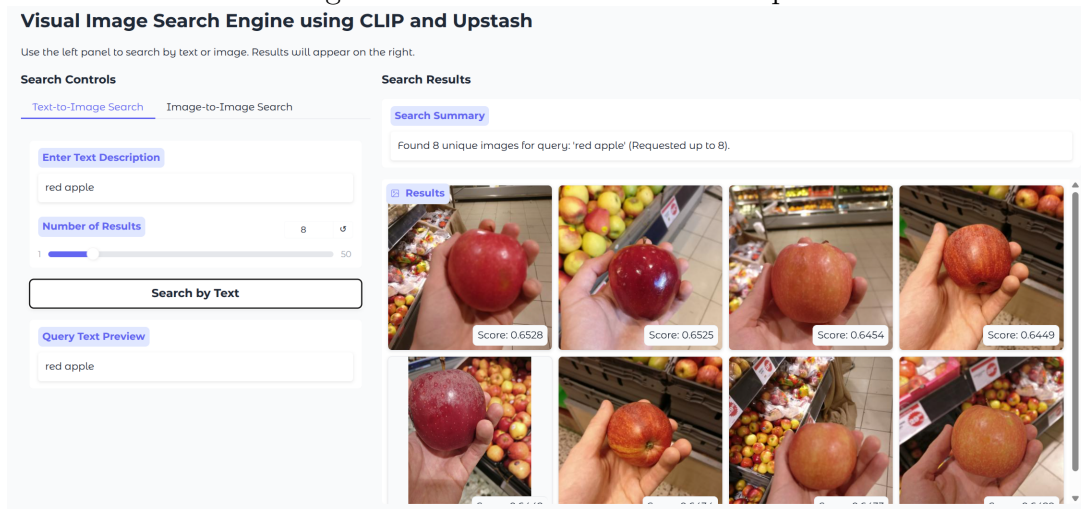 Visual Image Search Engine using CLIP and Upstash
Use the left panel to search by text or image. Results will appear on the right.
Search Controls
Text-to-Image Search Image-to-Image Search
Enter Text Description
red apple
Number of Results
8 ↺
1 50
Search by Text
Query Text Preview
red apple
Search Results
Search Summary
Found 8 unique images for query: 'red apple' (Requested up to 8).
Results
Score: 0.6528 Score: 0.6525 Score: 0.6454 Score: 0.6449